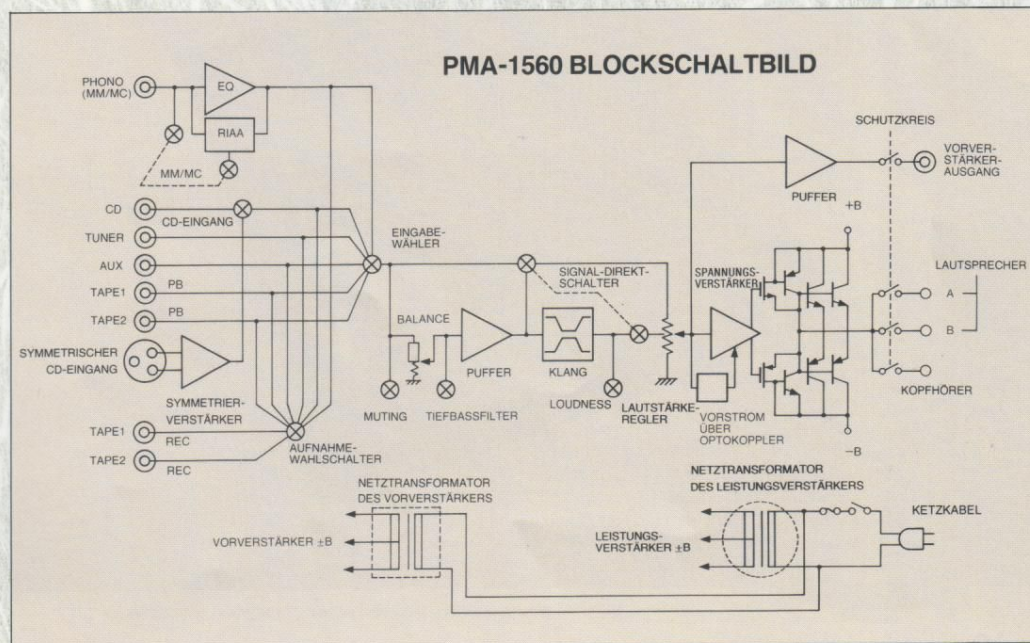 PMA-1560 BLOCKSCHALTBILD
PHONO
(MM/MC)
EQ
RIAA
MM/MC
CD
CD-EINGANG
TUNER
AUX
TAPE1
PB
TAPE2
PB
SYMMETRISCHER
CD-EINGANG
SYMMETRIER-
VERSTÄRKER
TAPE1
REC
TAPE2
REC
AUFNAHME-
WAHLSCHALTER
EINGABE-
WÄHLER
BALANCE
MUTING
TIEFBASSFILTER
PUFFER
KLANG
LOUDNESS
SIGNAL-DIREKT-
SCHALTER
LAUTSTÄRKE-
REGLER
SPANNUNGS-
VERSTÄRKER
VORSTROM
ÜBER
OPTOKOPPLER
PUFFER
SCHUTZKREIS
VORVER-
STÄRKER-
AUSGANG
+B
LAUTSPRECHER
A
B
KOPFHÖRER
–B
NETZTRANSFORMATOR
DES VORVERSTÄRKERS
VORVERSTÄRKER ±B
NETZTRANSFORMATOR
DES LEISTUNGSVERSTÄRKERS
LEISTUNGS-
VERSTÄRKER ±B
KETZKABEL